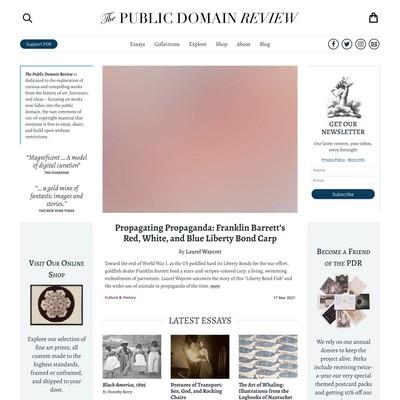 The PUBLIC DOMAIN REVIEW
Support PDR
Essays Collections Explore Shop About Blog
The Public Domain Review is
dedicated to the exploration of
curious and compelling works
from the history of art, literature,
and ideas – focusing on works
now fallen into the public
domain, the vast commons of
out-of-copyright material that
everyone is free to enjoy, share,
and build upon without
restrictions.
"Magnificent ... A model
of digital curation"
THE GUARDIAN
"... a gold mine of
fantastic images and
stories."
THE NEW YORK TIMES
GET OUR
NEWSLETTER
Our latest content, your inbox,
every fortnight
Privacy Policy More Info
Name
Email
Subscribe
Propagating Propaganda: Franklin Barrett's
Red, White, and Blue Liberty Bond Carp
By Laurel Waycott
Toward the end of World War I, as the US peddled hard its Liberty Bonds for the war effort,
goldfish dealer Franklin Barrett bred a stars-and-stripes-colored carp: a living, swimming
embodiment of patriotism. Laurel Waycott uncovers the story of this "Liberty Bond Fish" and
the wider use of animals in propaganda of the time. more
Culture & History 17 Mar 2021
Visit Our Online
Shop
Explore our selection of
fine art prints, all
custom made to the
highest standards,
framed or unframed,
and shipped to your
door.
Become a Friend
of the PDR
We rely on our annual
donors to keep the
project alive. Perks
include receiving twice-
a-year our very special
themed postcard packs
and getting 10% off our
LATEST ESSAYS
Black America, 1895
By Dorothy Berry
Postures of Transport:
Sex, God, and Rocking
Chairs
The Art of Whaling:
Illustrations from the
Logbooks of Nantucket